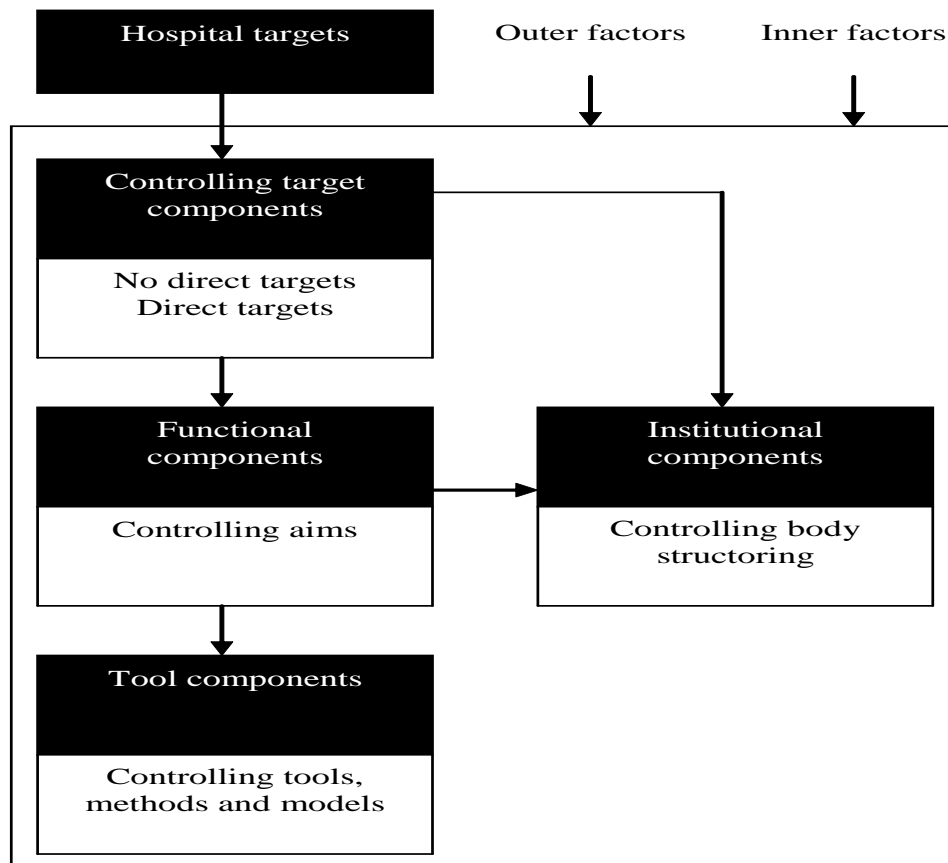 Hospital targets
Outer factors
Inner factors
Controlling target
components
No direct targets
Direct targets
Functional
components
Controlling aims
Institutional
components
Controlling body
structoring
Tool components
Controlling tools,
methods and models